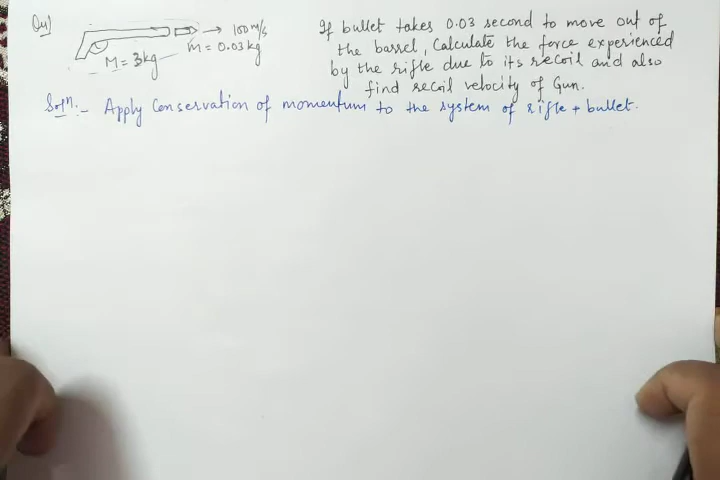 Qu)
→ 100 m/s
m = 0.03 kg
M = 3kg
If bullet takes 0.03 second to move out of
the barrel, Calculate the force experienced
by the rifle due to its recoil and also
find recoil velocity of Gun.
Solⁿ:- Apply Conservation of momentum to the system of rifle + bullet.